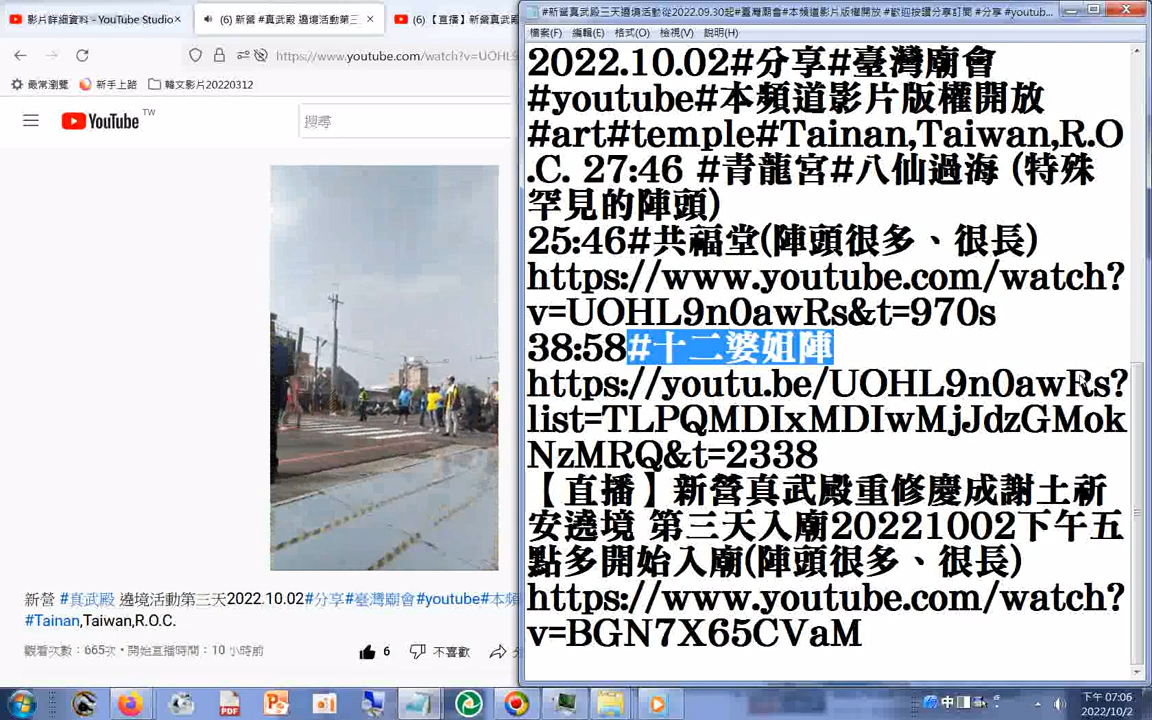 影片詳細資料 - YouTube Studio
(6) 新營 #真武殿 遶境活動第三
(6)【直播】新營真武
https://www.youtube.com/watch?v=UOHL9
最常瀏覽
新手上路
韓文影片20220312
YouTube TW
搜尋
新營 #真武殿 遶境活動第三天2022.10.02#分享#臺灣廟會#youtube#本頻
#Tainan,Taiwan,R.O.C.
觀看次數：665次・開始直播時間：10 小時前
6
不喜歡
#新營真武殿三天遶境活動從2022.09.30起#臺灣廟會#本頻道影片版權開放 #歡迎按讚分享訂閱 #分享 #youtub...
檔案(F) 編輯(E) 格式(O) 檢視(V) 說明(H)
2022.10.02#分享#臺灣廟會
#youtube#本頻道影片版權開放
#art#temple#Tainan,Taiwan,R.O
.C. 27:46 #青龍宮#八仙過海 (特殊
罕見的陣頭)
25:46#共福堂(陣頭很多、很長)
https://www.youtube.com/watch?
v=UOHL9n0awRs&t=970s
38:58#十二婆姐陣
https://youtu.be/UOHL9n0awRs?
list=TLPQMDIxMDIwMjJdzGMok
NzMRQ&t=2338
【直播】新營真武殿重修慶成謝土祈
安遶境 第三天入廟20221002下午五
點多開始入廟(陣頭很多、很長)
https://www.youtube.com/watch?
v=BGN7X65CVaM
中
下午 07:06
2022/10/2